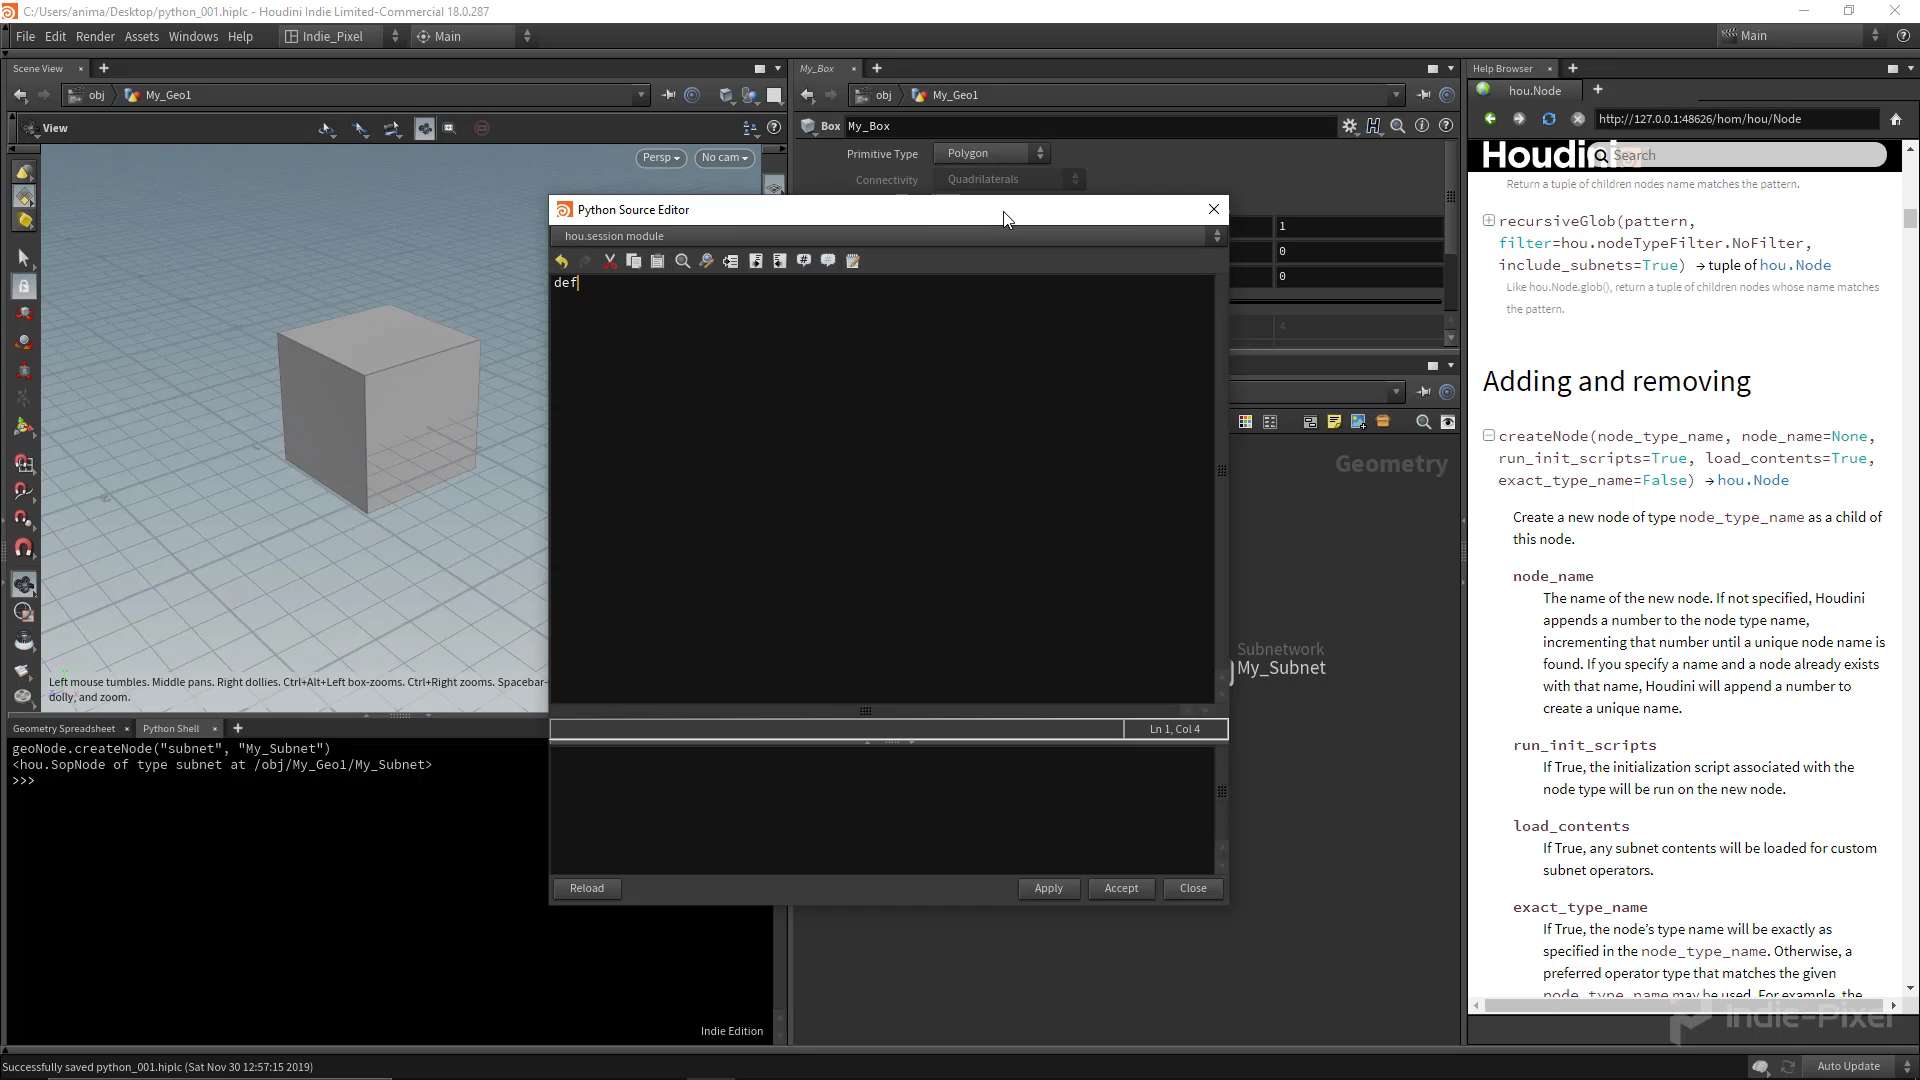 C:/Users/anima/Desktop/python_001.hiplc - Houdini Indie Limited-Commercial 18.0.287
File Edit Render Assets Windows Help Indie_Pixel Main Main
Scene View
obj My_Geo1
View
Persp No cam
Left mouse tumbles. Middle pans. Right dollies. Ctrl+Alt+Left box-zooms. Ctrl+Right zooms. Spacebar-
dolly, and zoom.
Geometry Spreadsheet Python Shell
geoNode.createNode("subnet", "My_Subnet")
<hou.SopNode of type subnet at /obj/My_Geo1/My_Subnet>
>>>
Indie Edition
My_Box
obj My_Geo1
Box My_Box
Primitive Type Polygon
Connectivity Quadrilaterals
1
0
0
4
Python Source Editor
hou.session module
def
Ln 1, Col 4
Reload Apply Accept Close
Geometry
Subnetwork
My_Subnet
Help Browser
hou.Node
http://127.0.0.1:48626/hom/hou/Node
Houdini Search
Return a tuple of children nodes name matches the pattern.
recursiveGlob(pattern,
filter=hou.nodeTypeFilter.NoFilter,
include_subnets=True) → tuple of hou.Node
Like hou.Node.glob(), return a tuple of children nodes whose name matches
the pattern.
Adding and removing
createNode(node_type_name, node_name=None,
run_init_scripts=True, load_contents=True,
exact_type_name=False) → hou.Node
Create a new node of type node_type_name as a child of
this node.
node_name
The name of the new node. If not specified, Houdini
appends a number to the node type name,
incrementing that number until a unique node name is
found. If you specify a name and a node already exists
with that name, Houdini will append a number to
create a unique name.
run_init_scripts
If True, the initialization script associated with the
node type will be run on the new node.
load_contents
If True, any subnet contents will be loaded for custom
subnet operators.
exact_type_name
If True, the node's type name will be exactly as
specified in the node_type_name. Otherwise, a
preferred operator type that matches the given
node_type_name may be used. For example, the
Indie-Pixel
Successfully saved python_001.hiplc (Sat Nov 30 12:57:15 2019)
Auto Update